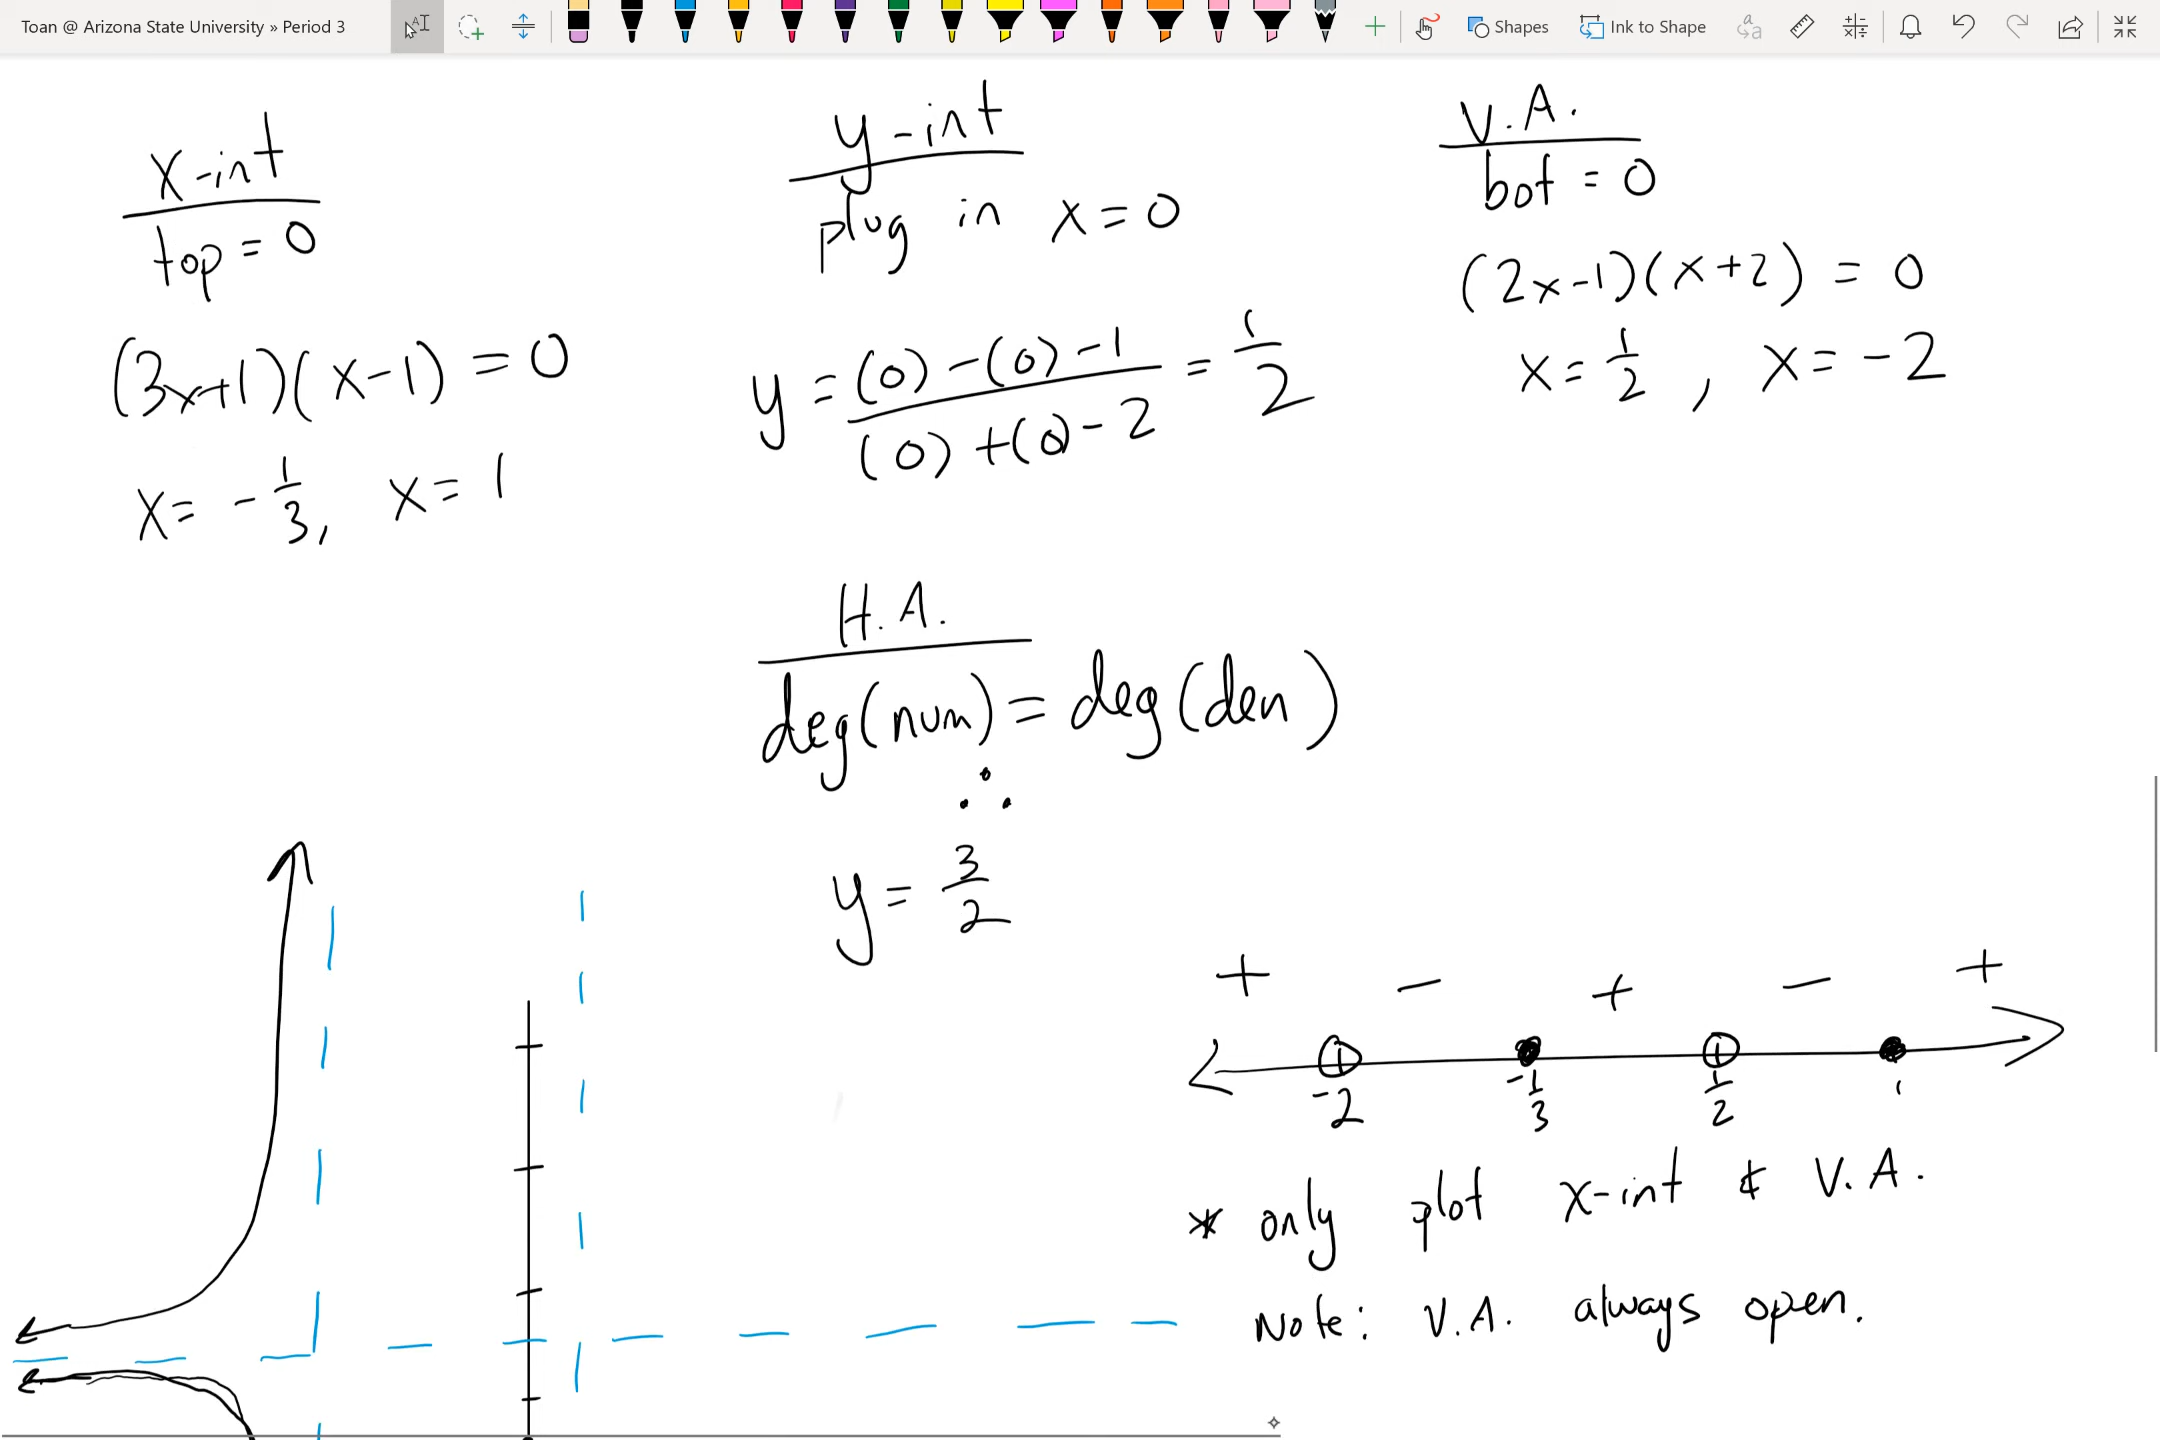 Toan @ Arizona State University » Period 3
Shapes
Ink to Shape
x-int
top = 0
(3x+1)(x-1) = 0
x = -1/3, x = 1
y-int
plug in x = 0
y = ((0) - (0) - 1)/((0) + (0) - 2) = 1/2
V.A.
bot = 0
(2x-1)(x+2) = 0
x = 1/2, x = -2
H.A.
deg(num) = deg(den)
∴
y = 3/2
+ - + - +
-2 -1/3 1/2 1
* only plot x-int & V.A.
Note: V.A. always open.